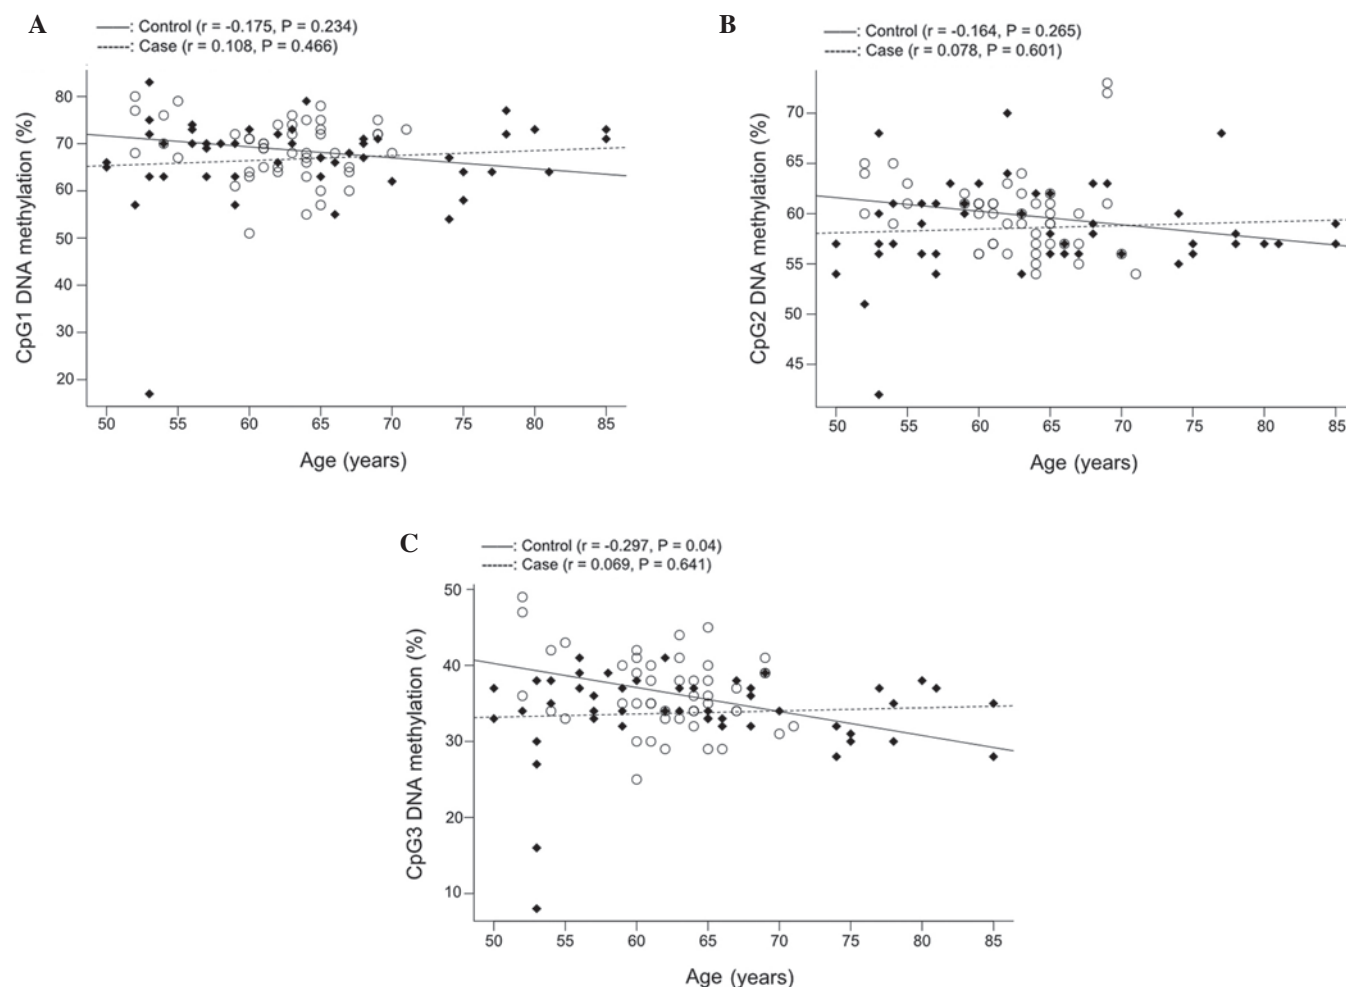 A
—: Control (r = -0.175, P = 0.234)
-----: Case (r = 0.108, P = 0.466)
CpG1 DNA methylation (%)
80
70
60
50
40
30
20
50 55 60 65 70 75 80 85
Age (years)
B
—: Control (r = -0.164, P = 0.265)
-----: Case (r = 0.078, P = 0.601)
CpG2 DNA methylation (%)
70
65
60
55
50
45
50 55 60 65 70 75 80 85
Age (years)
C
—: Control (r = -0.297, P = 0.04)
-----: Case (r = 0.069, P = 0.641)
CpG3 DNA methylation (%)
50
40
30
20
10
50 55 60 65 70 75 80 85
Age (years)